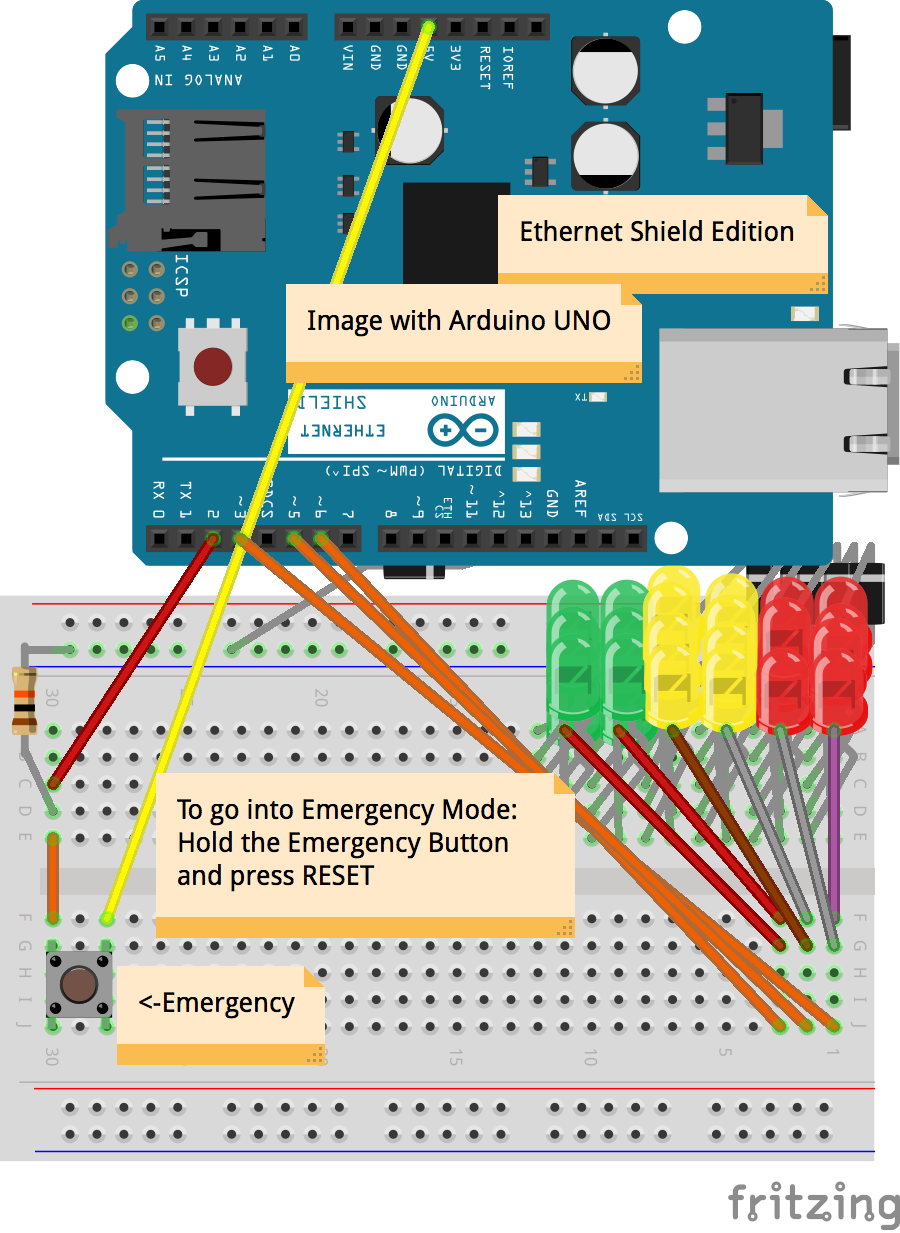 A5 A4 A3 A2 A1 A0 VIN GND GND 5V 3V3 RESET IOREF
ANALOG IN
Ethernet Shield Edition
ICSP
Image with Arduino UNO
TX
ARDUINO
SHIELD
ETHERNET
DIGITAL (PWM~ SPI^)
RX 0 TX 1 2 ~3 SDCS ~5 ~6 7 8 ~9 ETH CS ~11 ^12 ^13 GND AREF SDA SCL
30 20
A
B
C C
D D
E E
To go into Emergency Mode:
Hold the Emergency Button
and press RESET
F F
G G
H H
I I
J J
<-Emergency
30 15 10 5 1
fritzing